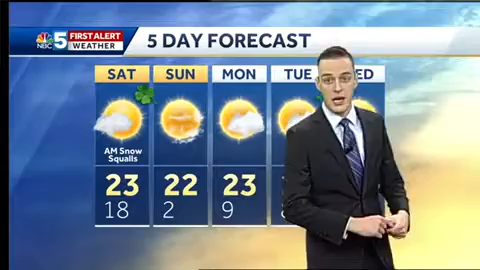 NBC 5 FIRST ALERT
WEATHER
5 DAY FORECAST
SAT SUN MON TUE
AM Snow
Squalls
23 22 23
18 2 9